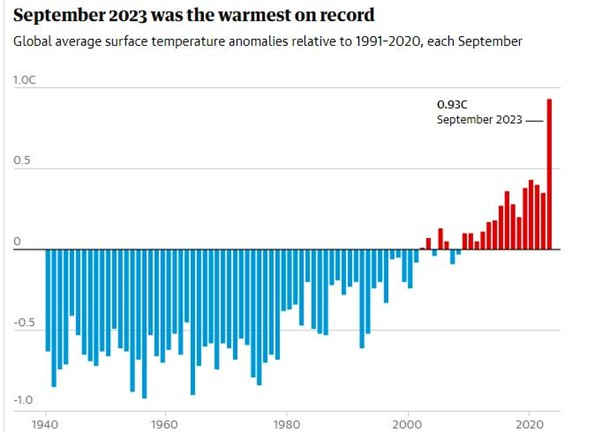 September 2023 was the warmest on record
Global average surface temperature anomalies relative to 1991-2020, each September
1.0C
0.93C
September 2023
0.5
0
-0.5
-1.0
1940 1960 1980 2000 2020